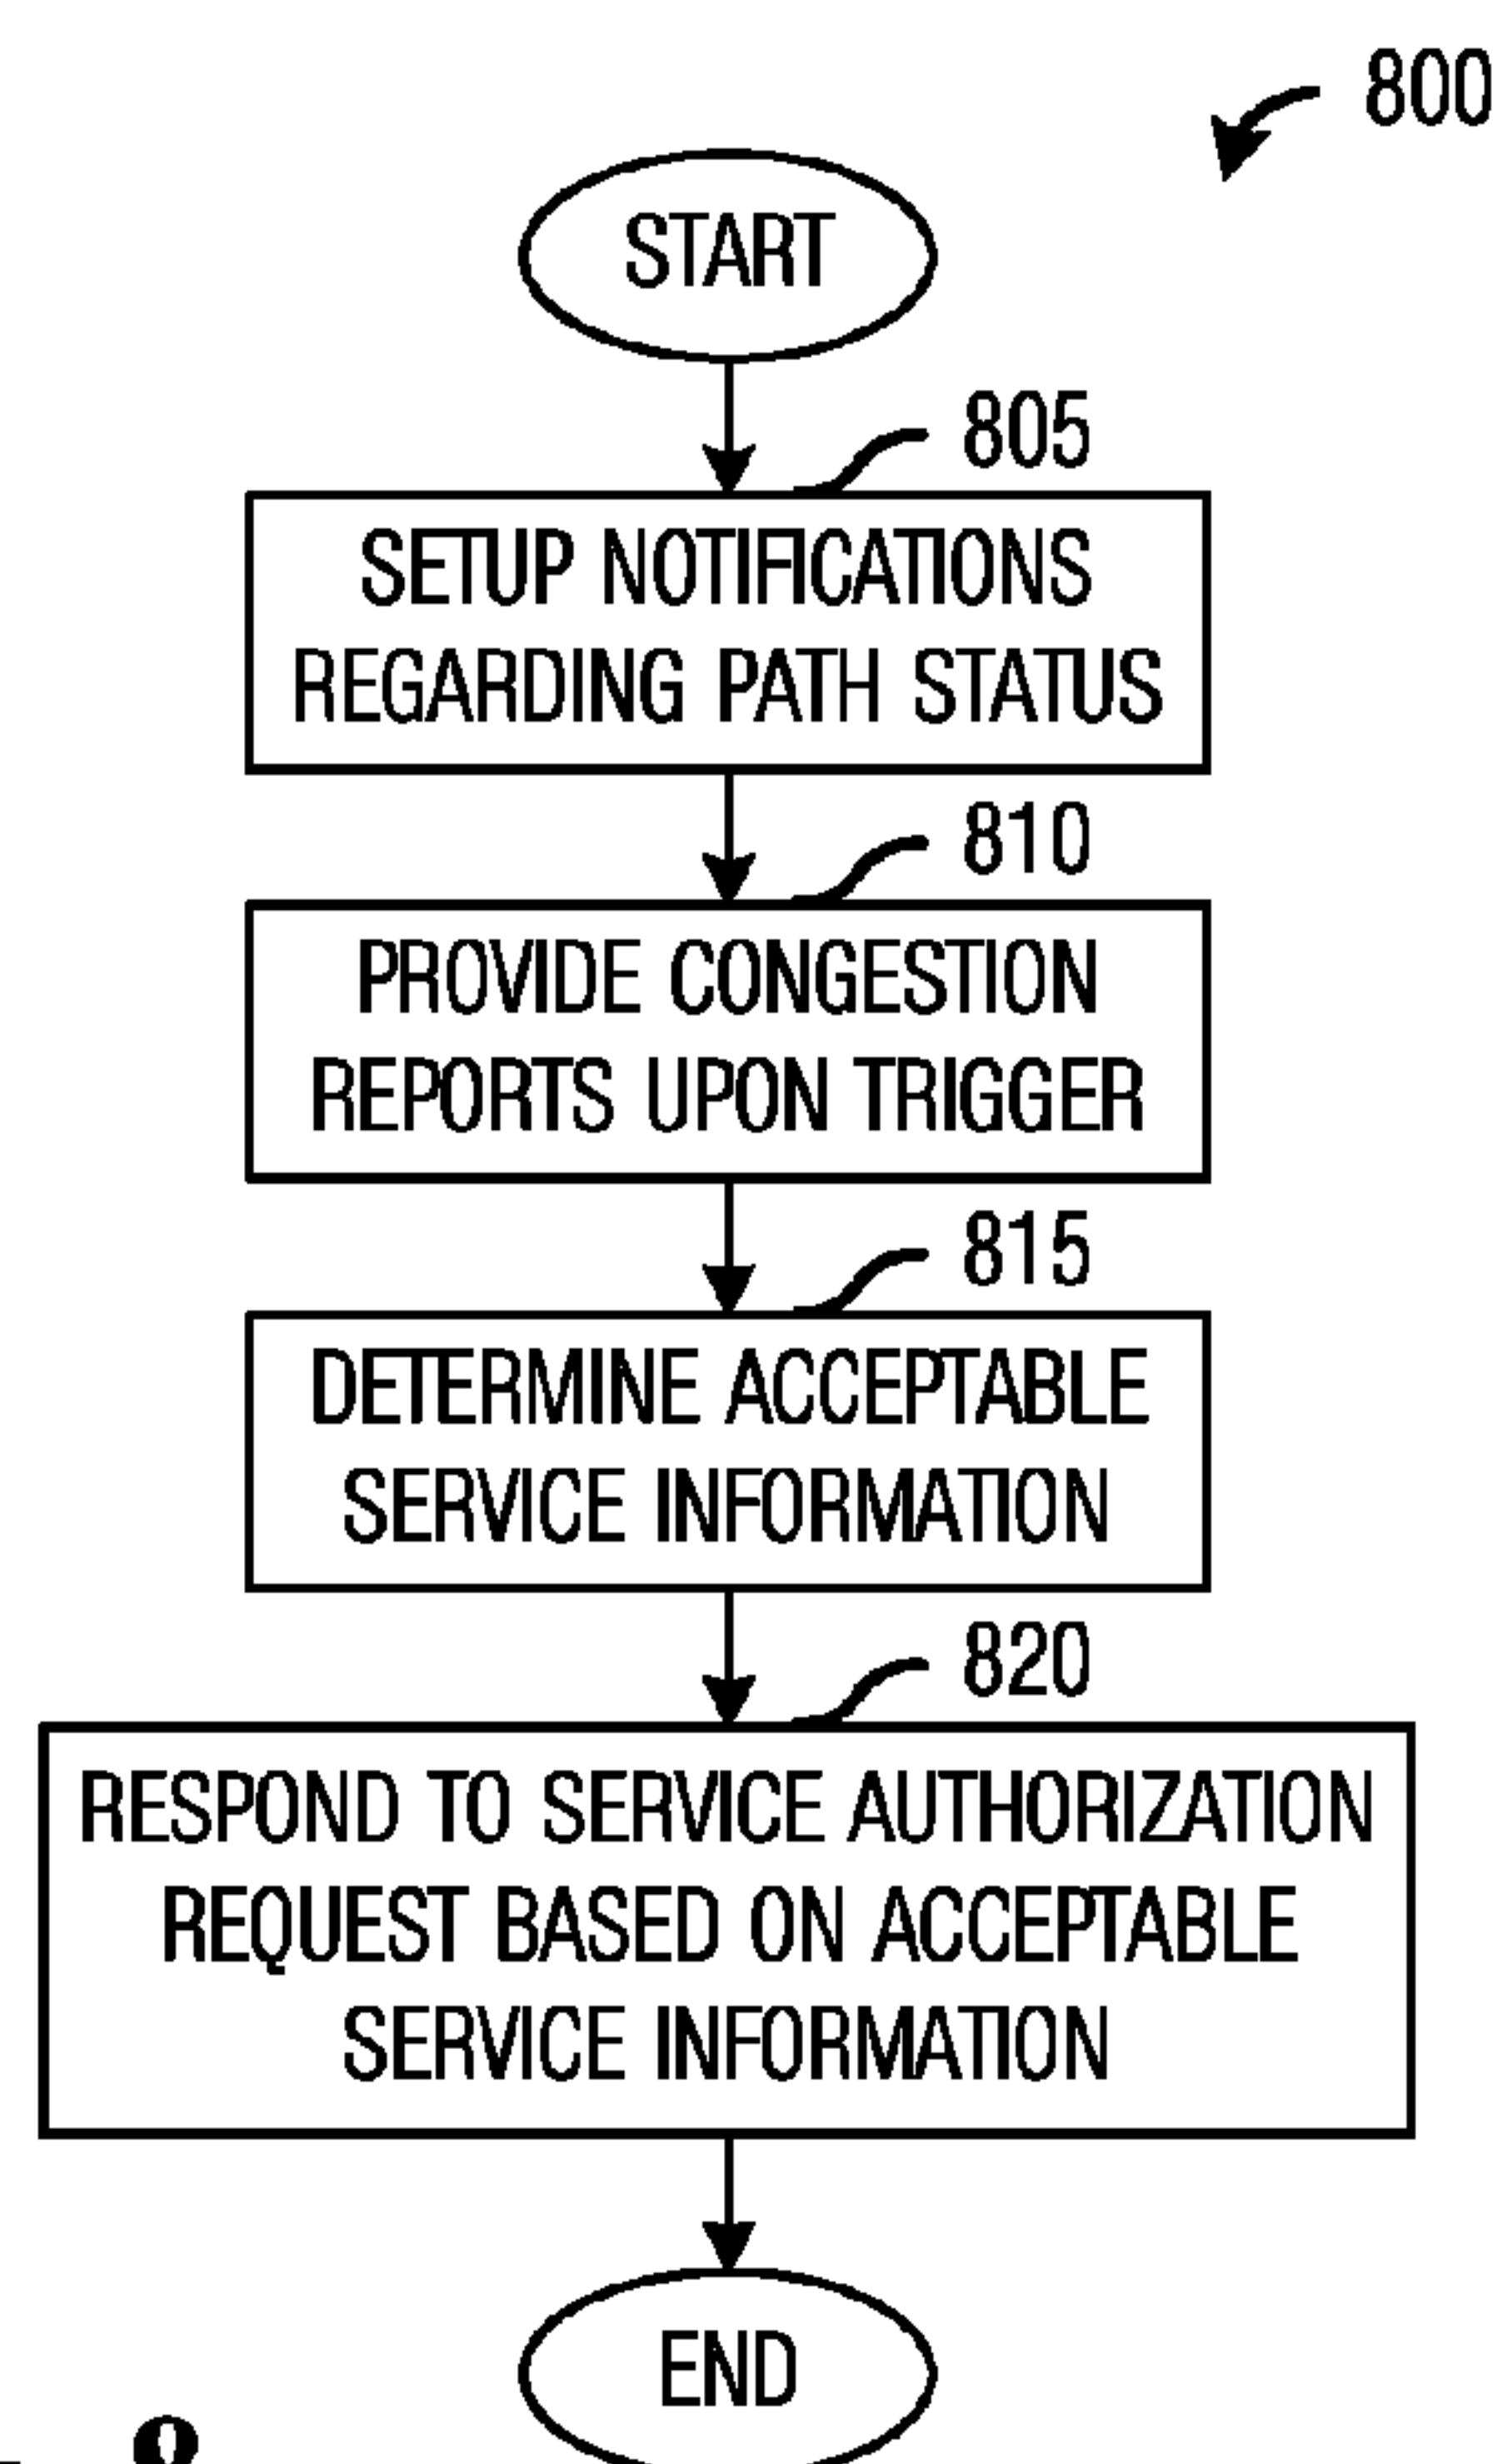 800
START
805
SETUP NOTIFICATIONS
REGARDING PATH STATUS
810
PROVIDE CONGESTION
REPORTS UPON TRIGGER
815
DETERMINE ACCEPTABLE
SERVICE INFORMATION
820
RESPOND TO SERVICE AUTHORIZATION
REQUEST BASED ON ACCEPTABLE
SERVICE INFORMATION
END